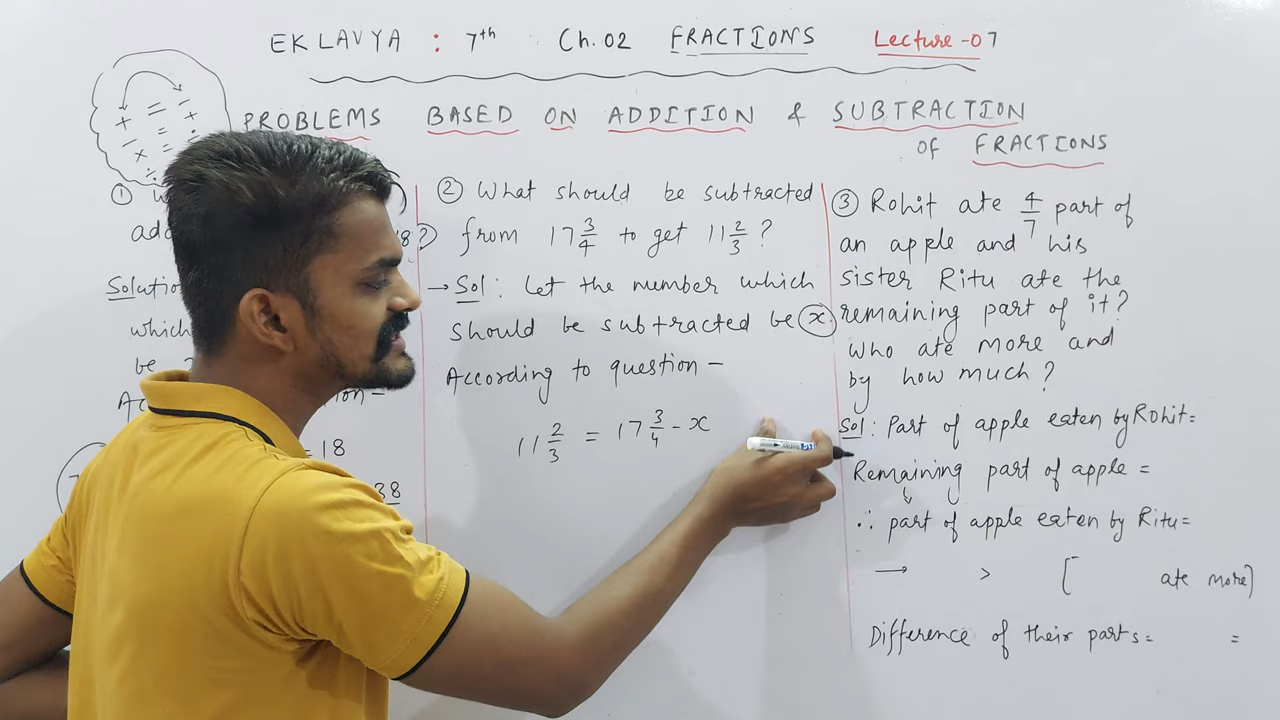 EKLAVYA : 7th Ch. 02 FRACTIONS Lecture-07
PROBLEMS BASED ON ADDITION & SUBTRACTION
OF FRACTIONS
①
18?
Solution
which
be
= 18
38
② What should be subtracted
from 17 3/4 to get 11 2/3 ?
→ Sol : Let the number which
should be subtracted be x
According to question -
11 2/3 = 17 3/4 - x
③ Rohit ate 4/7 part of
an apple and his
sister Ritu ate the
remaining part of it?
Who ate more and
by how much ?
Sol : Part of apple eaten by Rohit =
Remaining part of apple =
∴ part of apple eaten by Ritu =
→ > [ ate more]
Difference of their parts = =